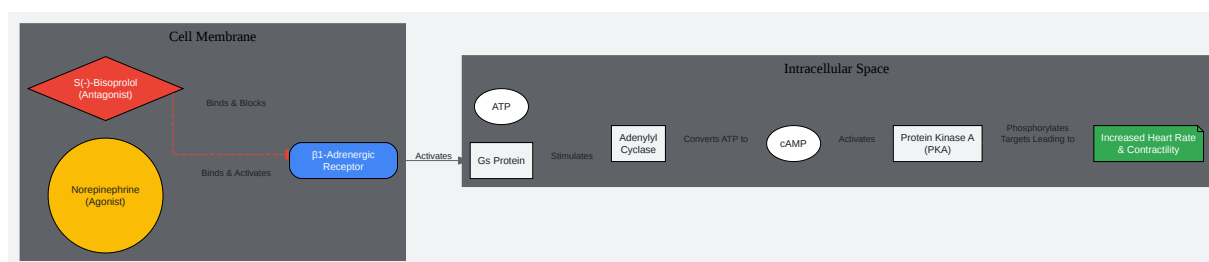 Cell Membrane
S(-)-Bisoprolol
(Antagonist)
Binds & Blocks
Norepinephrine
(Agonist)
Binds & Activates
β1-Adrenergic
Receptor
Activates
Intracellular Space
ATP
Gs Protein
Stimulates
Adenylyl
Cyclase
Converts ATP to
cAMP
Activates
Protein Kinase A
(PKA)
Phosphorylates
Targets Leading to
Increased Heart Rate
& Contractility